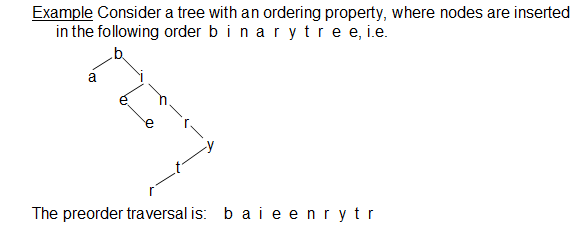 Example Consider a tree with an ordering property, where nodes are inserted
in the following order b i n a r y t r e e, i.e.
b
a i
e n
e r
y
t
r
The preorder traversal is: b a i e e n r y t r